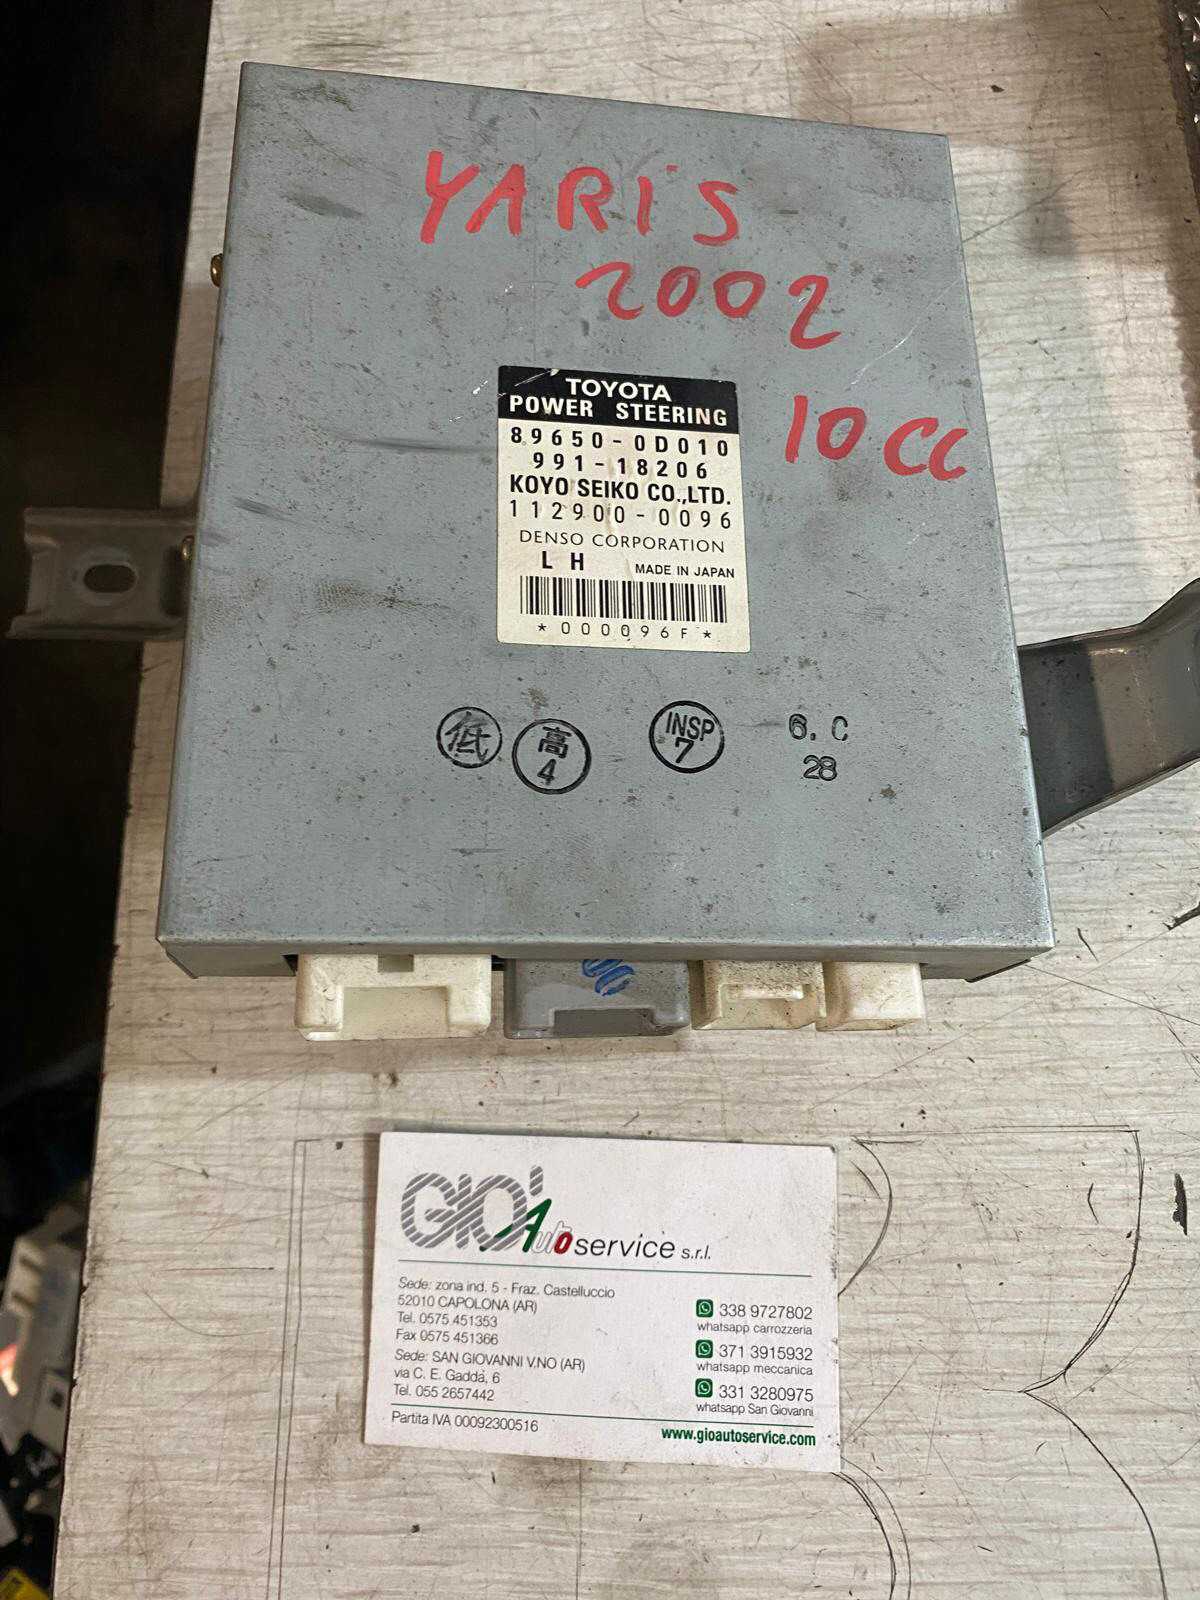 YARIS
2002
10CC
TOYOTA
POWER STEERING
89650-0D010
991-18206
KOYO SEIKO CO.,LTD.
112900-0096
DENSO CORPORATION
L H MADE IN JAPAN
*000096F*
低 高 4 INSP 7 6.C
28
GIO' Auto service s.r.l.
Sede: zona ind. 5 - Fraz. Castelluccio
52010 CAPOLONA (AR)
Tel. 0575 451353
Fax 0575 451366
Sede: SAN GIOVANNI V.NO (AR)
via C. E. Gadda, 6
Tel. 055 2657442
Partita IVA 00092300516
338 9727802
whatsapp carrozzeria
371 3915932
whatsapp meccanica
331 3280975
whatsapp San Giovanni
www.gioautoservice.com